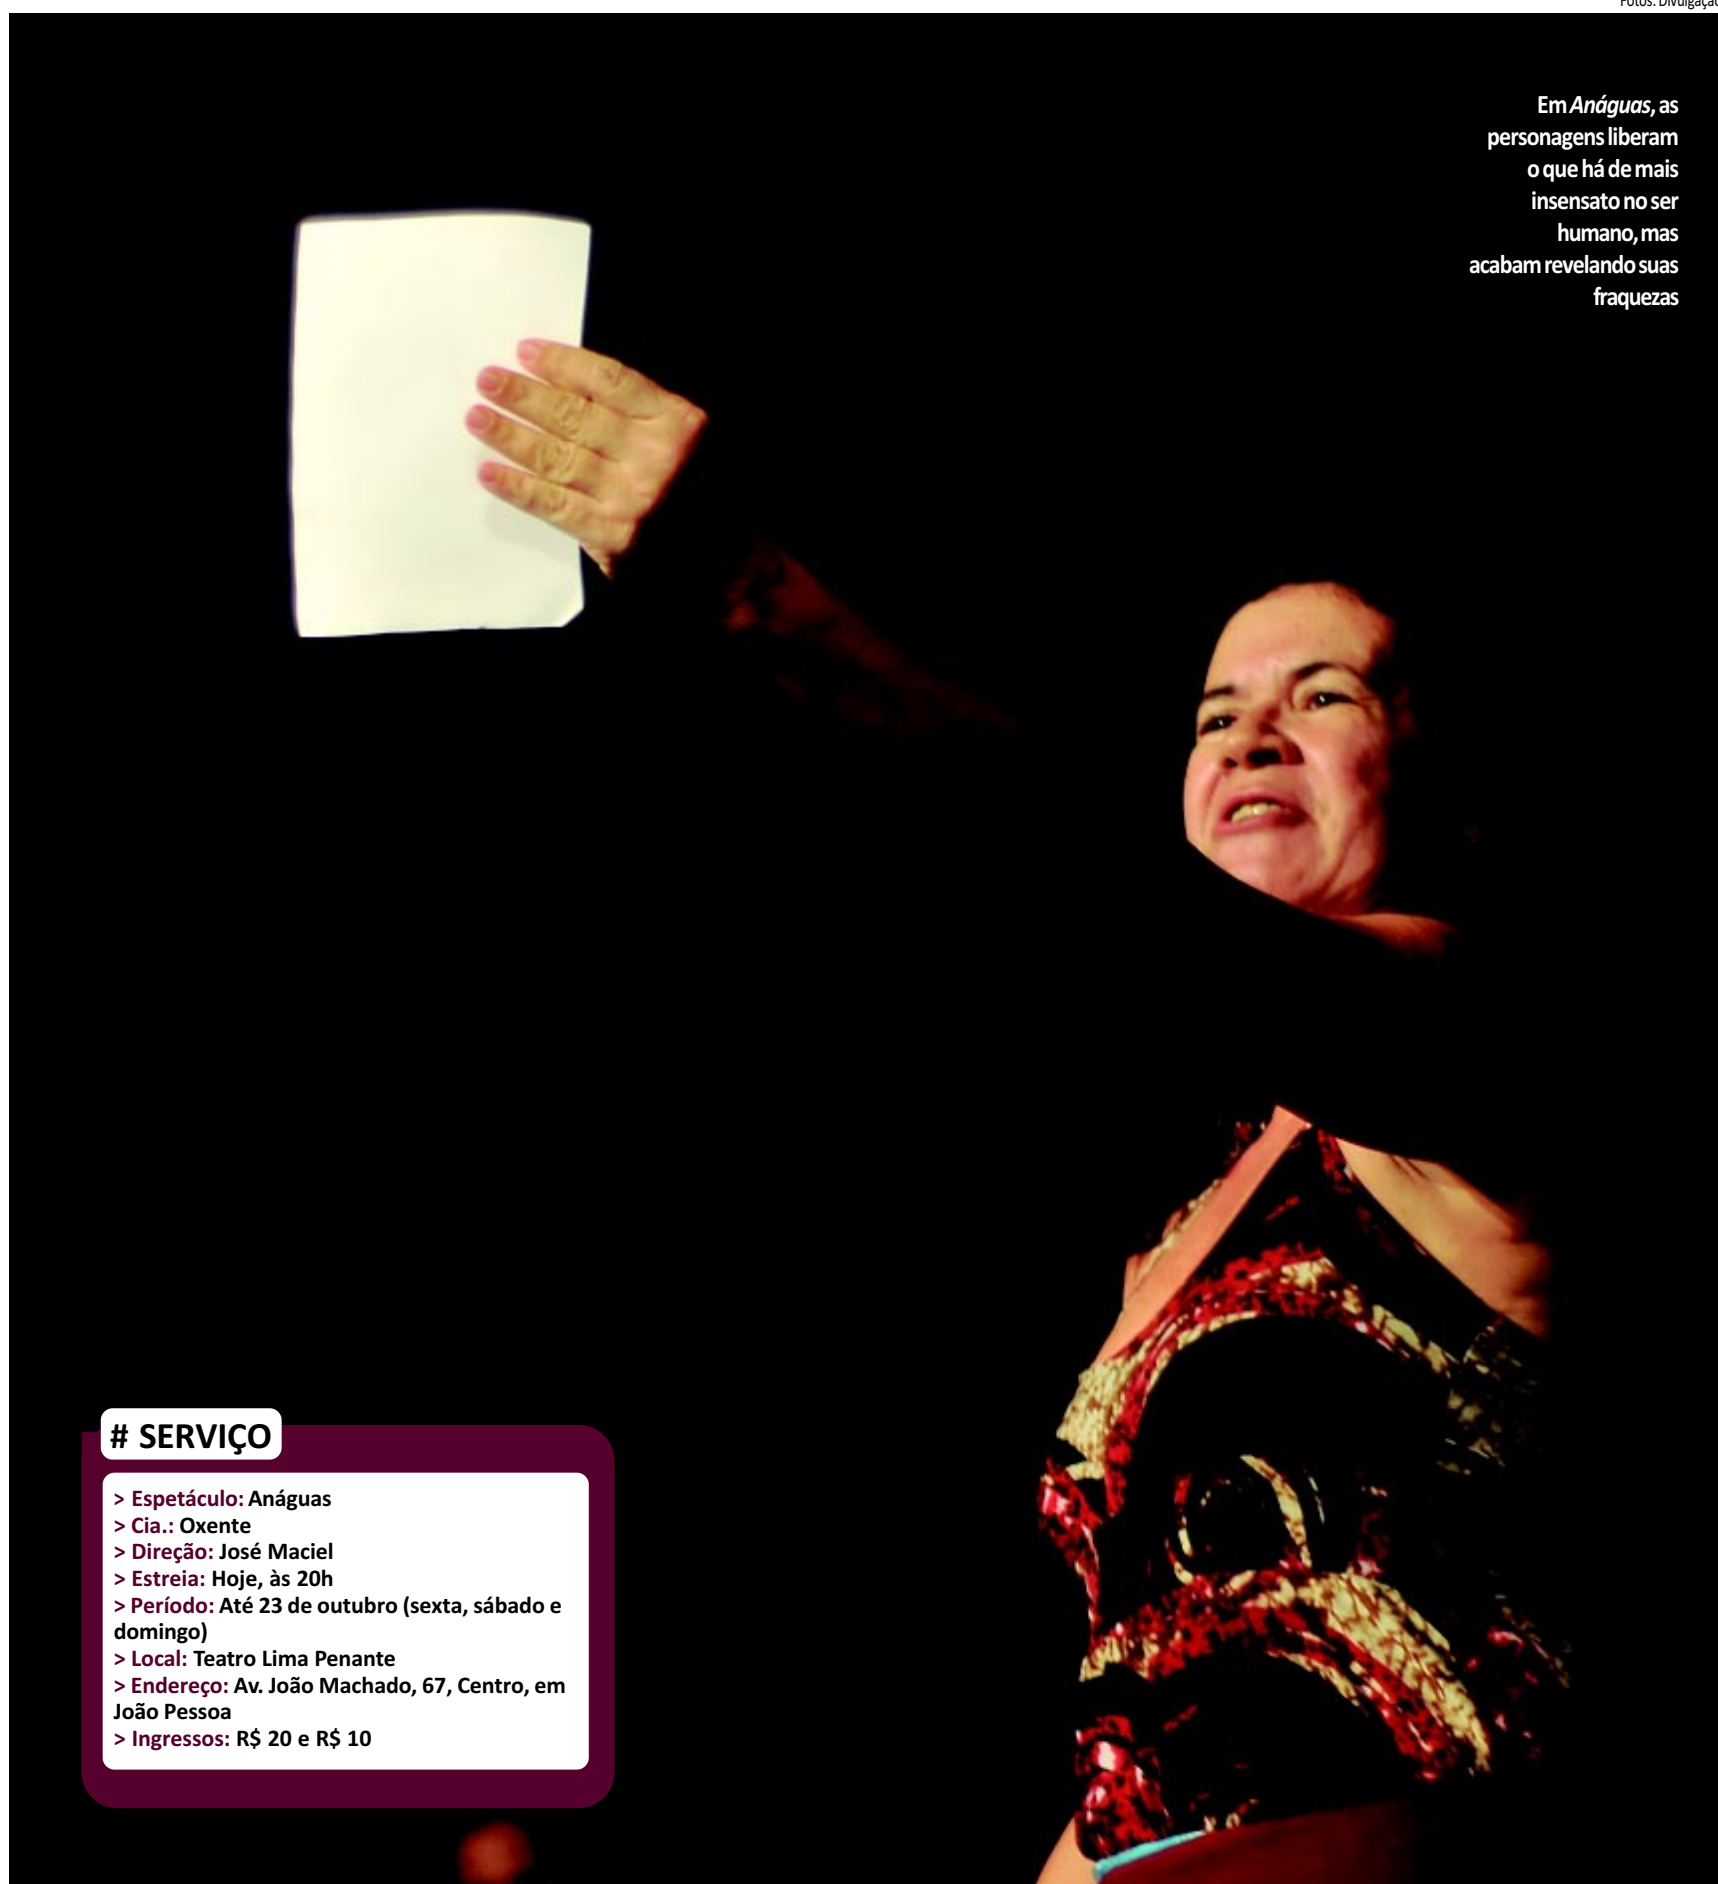 Fotos: Divulgação
Em Anáguas, as
personagens liberam
o que há de mais
insensato no ser
humano, mas
acabam revelando suas
fraquezas
# SERVIÇO
> Espetáculo: Anáguas
> Cia.: Oxente
> Direção: José Maciel
> Estreia: Hoje, às 20h
> Período: Até 23 de outubro (sexta, sábado e
domingo)
> Local: Teatro Lima Penante
> Endereço: Av. João Machado, 67, Centro, em
João Pessoa
> Ingressos: R$ 20 e R$ 10